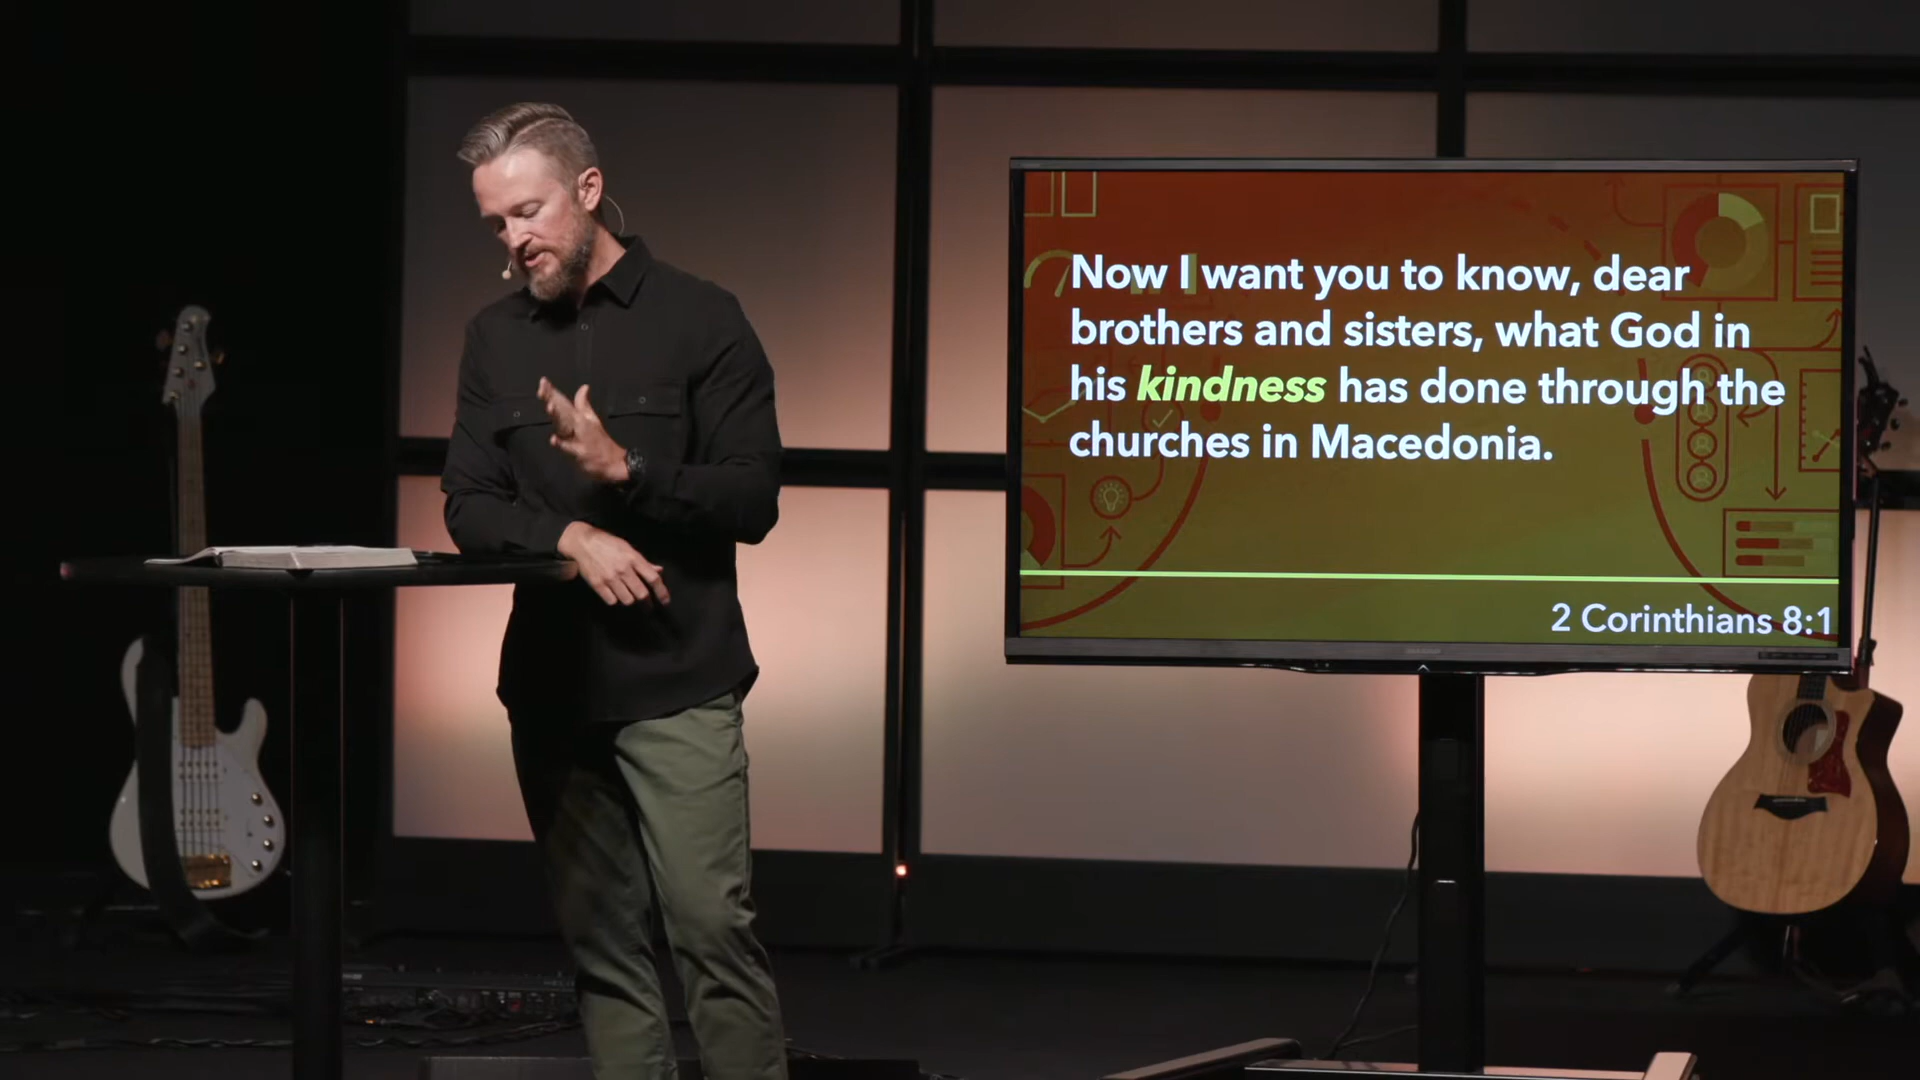 Now I want you to know, dear
brothers and sisters, what God in
his kindness has done through the
churches in Macedonia.
2 Corinthians 8:1